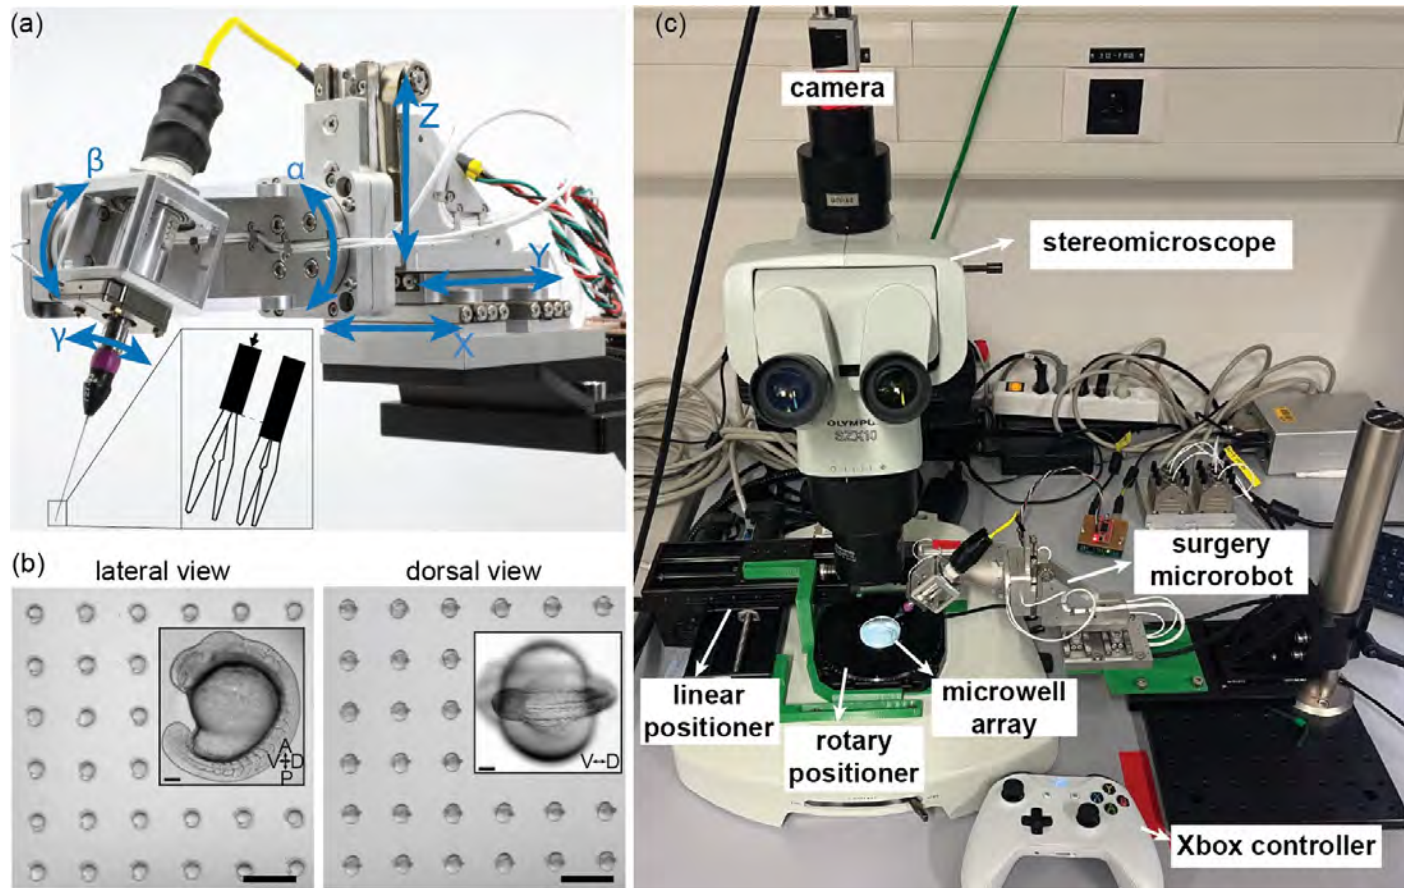 (a)
Z
β
α
Y
γ
X
(b)
lateral view
dorsal view
A
V
D
P
V↔D
(c)
camera
stereomicroscope
OLYMPUS
SZX10
surgery
microrobot
linear
positioner
microwell
array
rotary
positioner
Y
X
B
A
Xbox controller